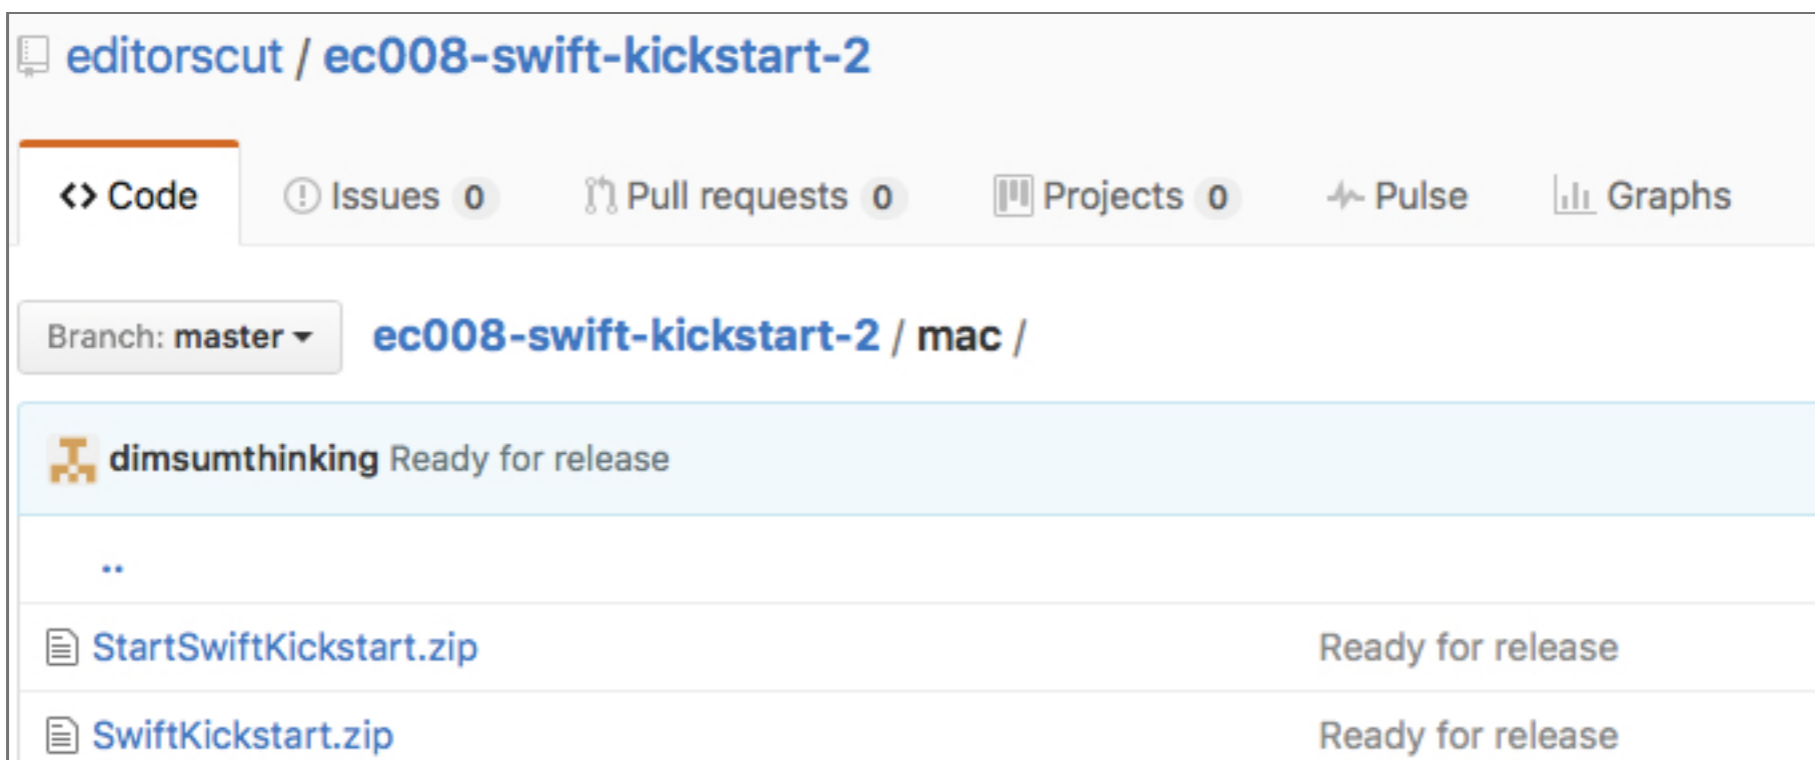 editorscut / ec008-swift-kickstart-2
<> Code Issues 0 Pull requests 0 Projects 0 Pulse Graphs
Branch: master ec008-swift-kickstart-2 / mac /
dimsumthinking Ready for release
..
StartSwiftKickstart.zip Ready for release
SwiftKickstart.zip Ready for release